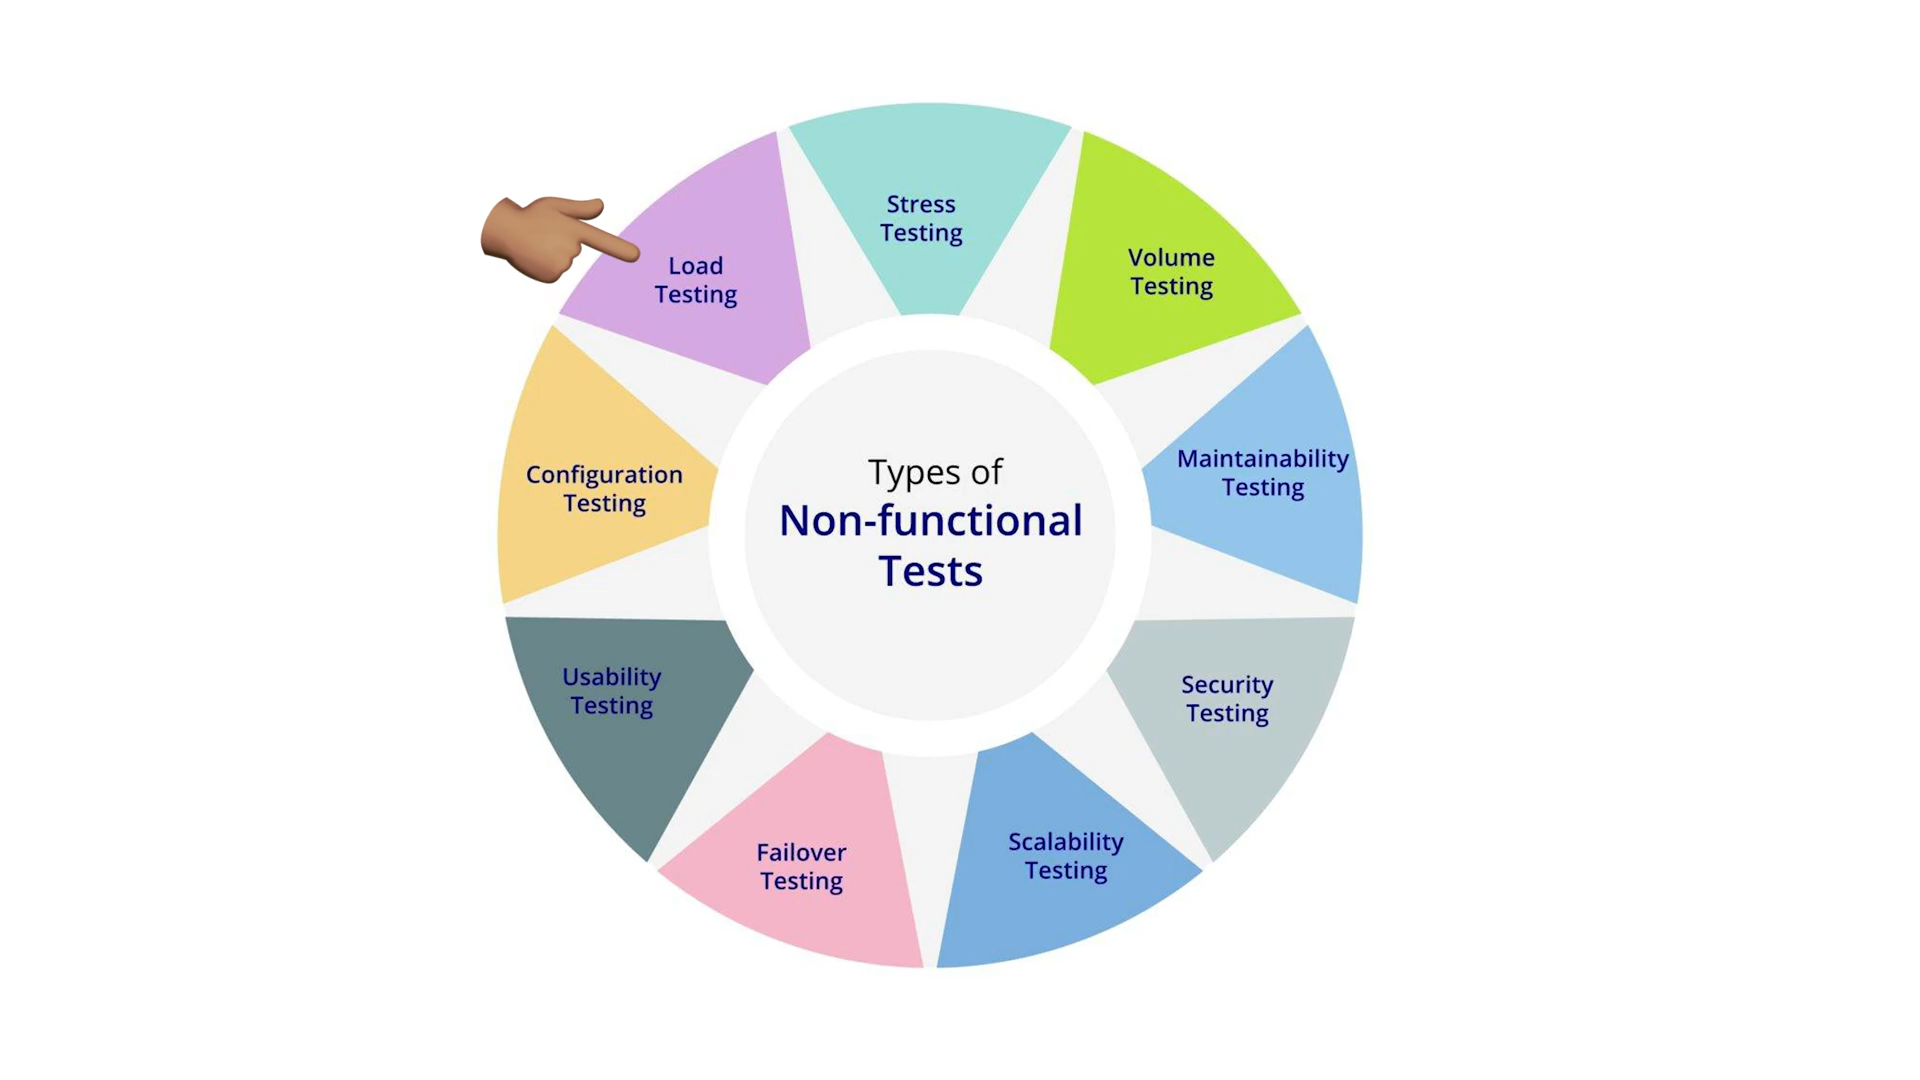 Stress
Testing
Load
Testing
Volume
Testing
Configuration
Testing
Maintainability
Testing
Types of
Non-functional
Tests
Usability
Testing
Security
Testing
Failover
Testing
Scalability
Testing